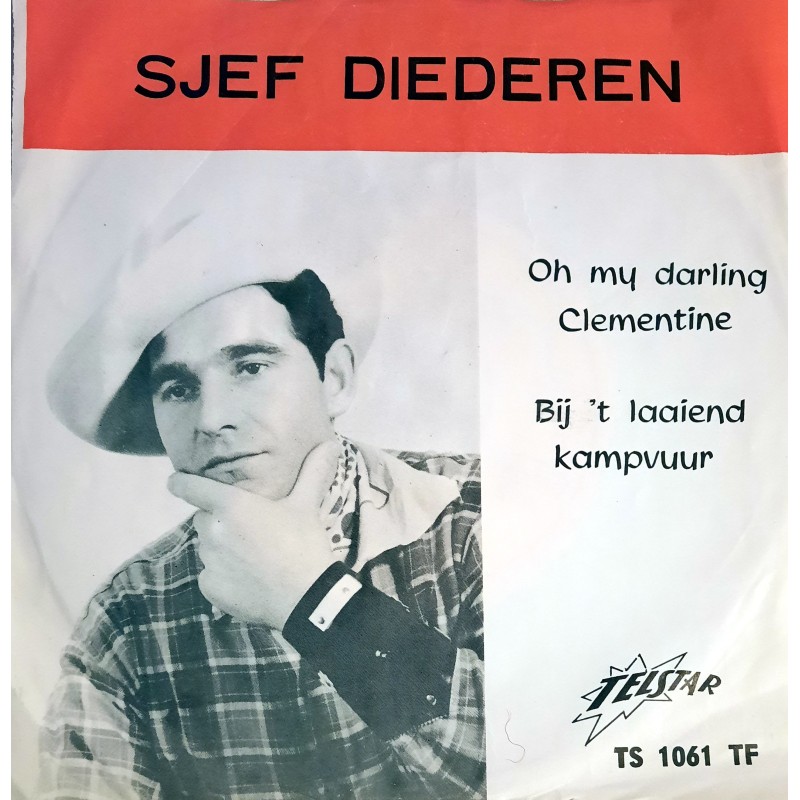 SJEF DIEDEREN
Oh my darling
Clementine
Bij 't laaiend
kampvuur
TELSTAR
TS 1061 TF